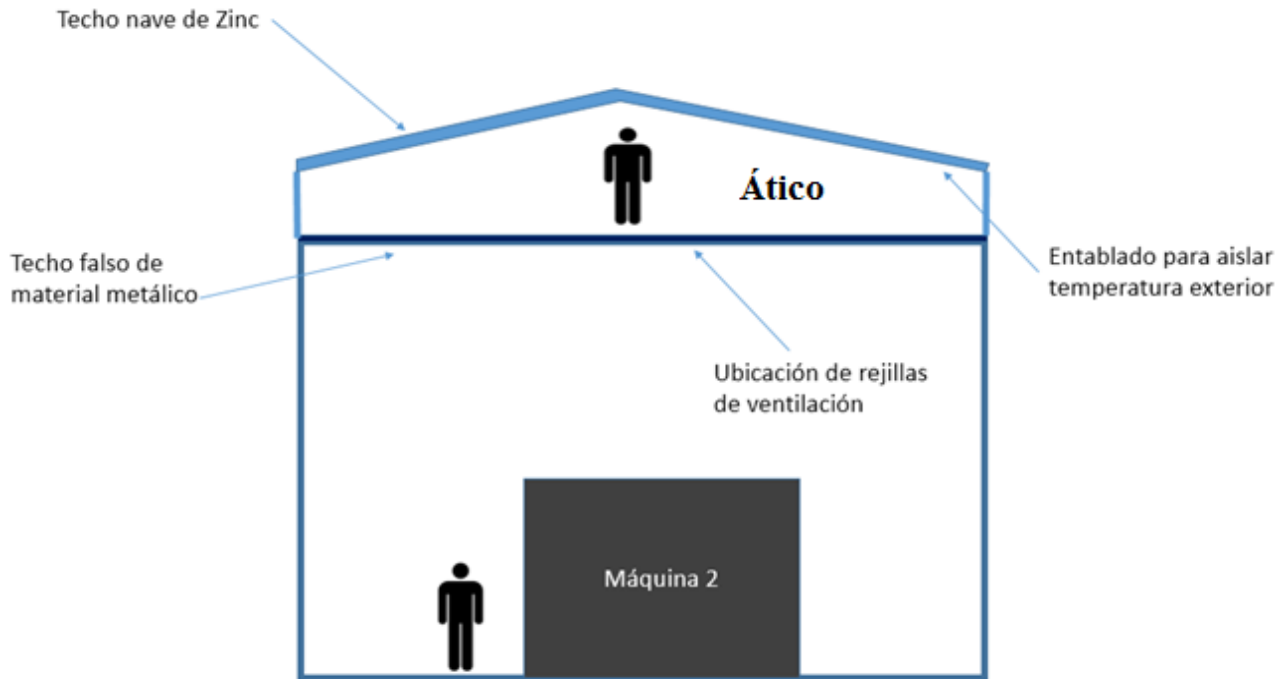 Techo nave de Zinc
Ático
Techo falso de
material metálico
Entablado para aislar
temperatura exterior
Ubicación de rejillas
de ventilación
Máquina 2